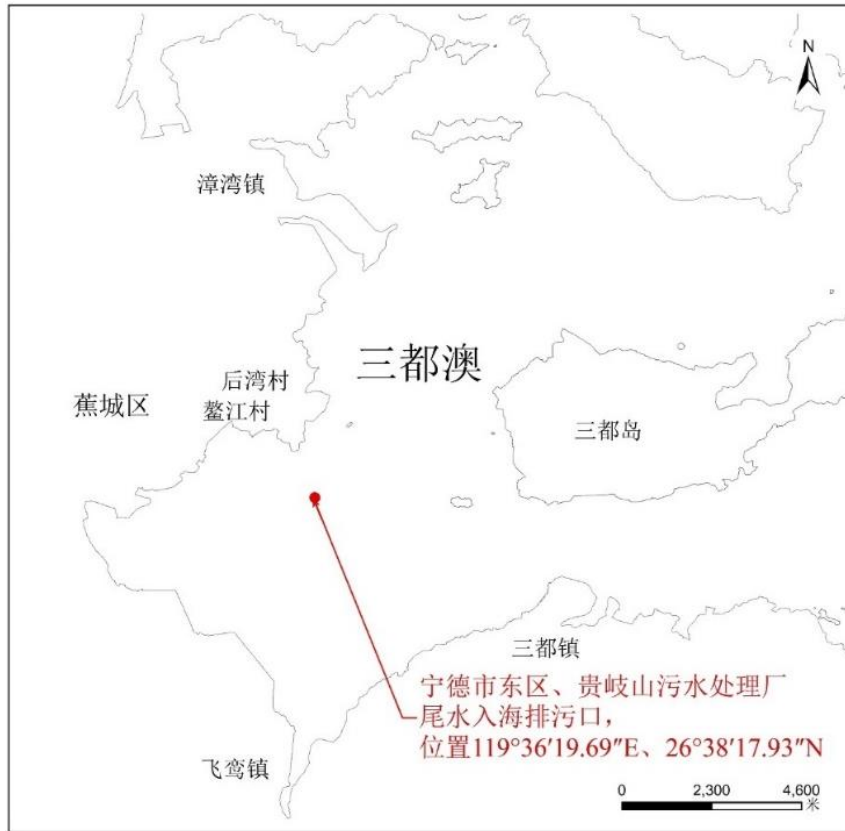 N
漳湾镇
三都澳
后湾村
蕉城区
鳌江村
三都岛
三都镇
宁德市东区、贵岐山污水处理厂
尾水入海排污口，
位置119°36′19.69″E、26°38′17.93″N
飞鸾镇
0 2,300 4,600
米